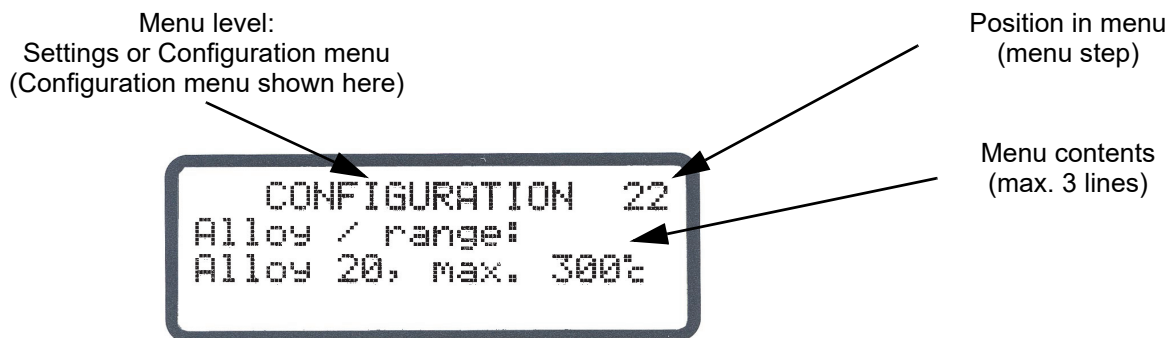 Menu level:
Settings or Configuration menu
(Configuration menu shown here)
Position in menu
(menu step)
Menu contents
(max. 3 lines)
CONFIGURATION 22
Alloy / range:
Alloy 20, max. 300°C